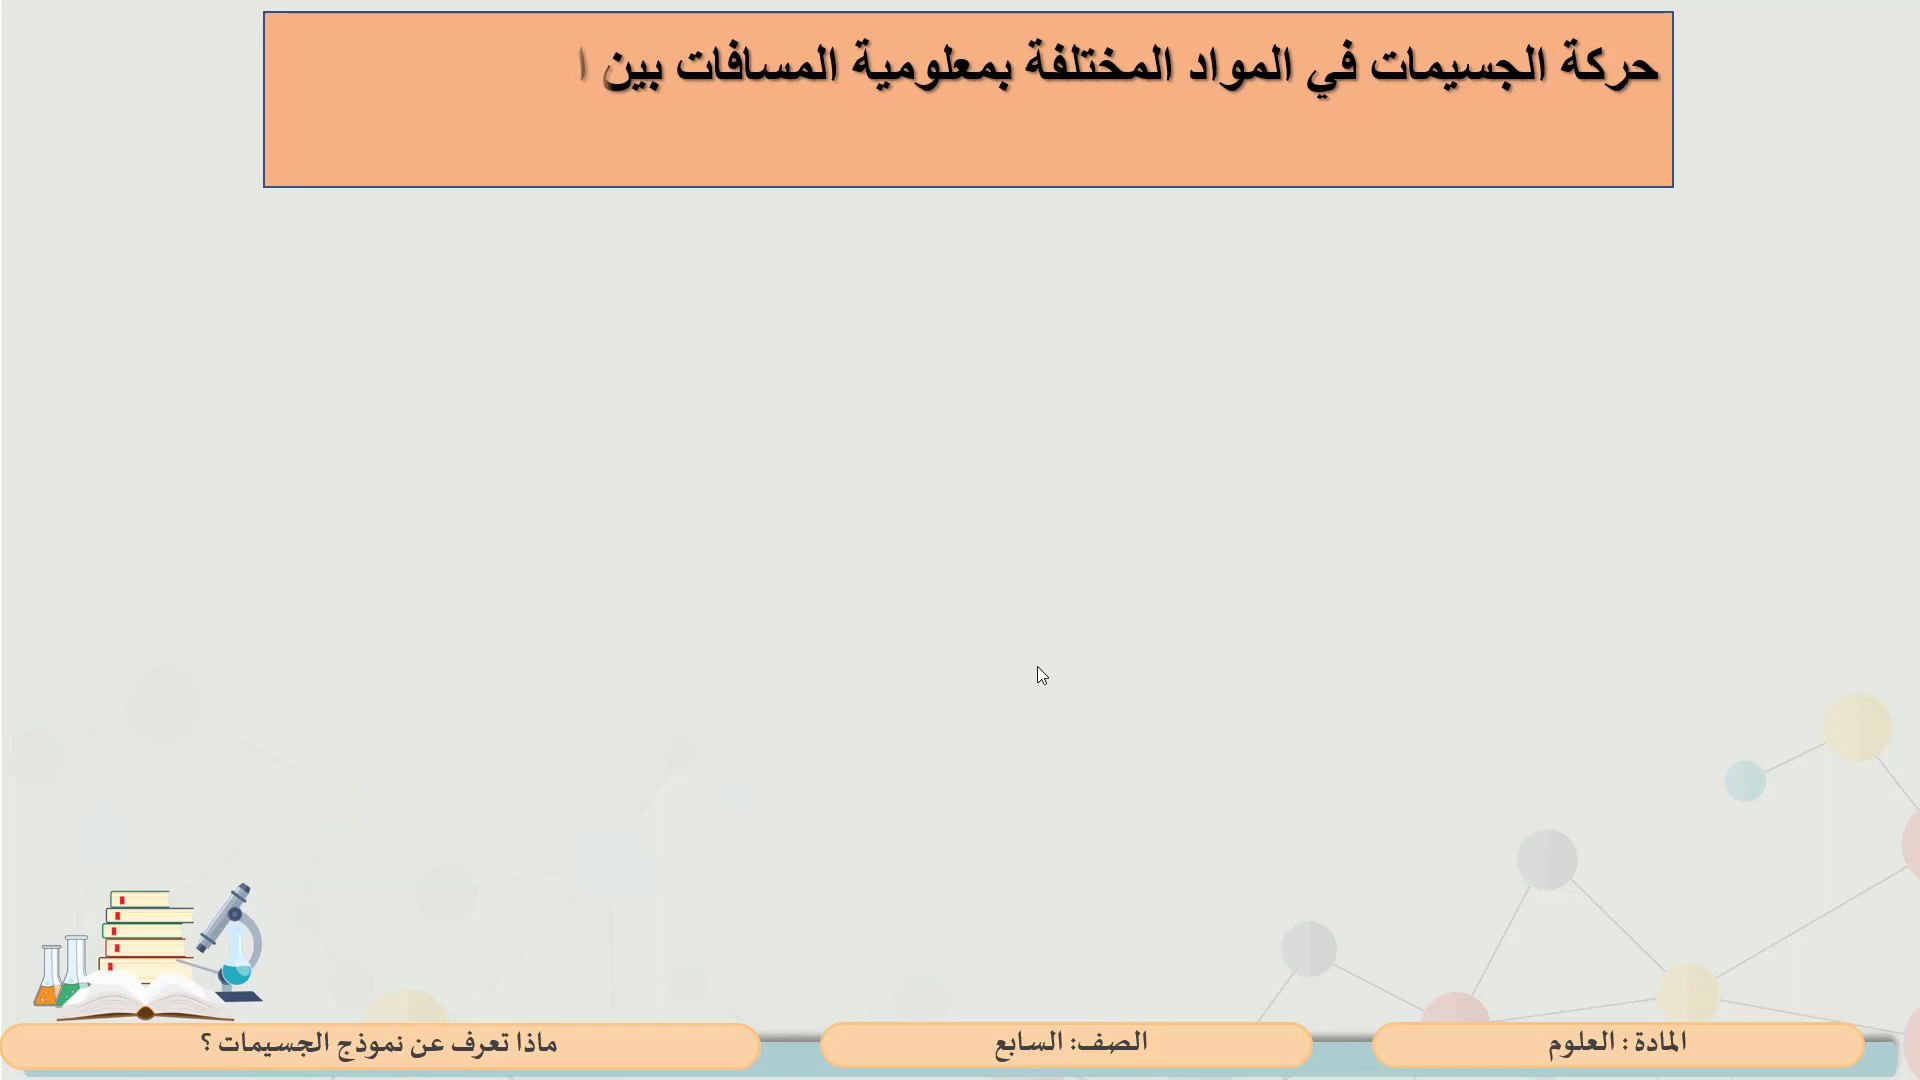 حركة الجسيمات في المواد المختلفة بمعلومية المسافات بين ا
المادة : العلوم
الصف: السابع
ماذا تعرف عن نموذج الجسيمات ؟